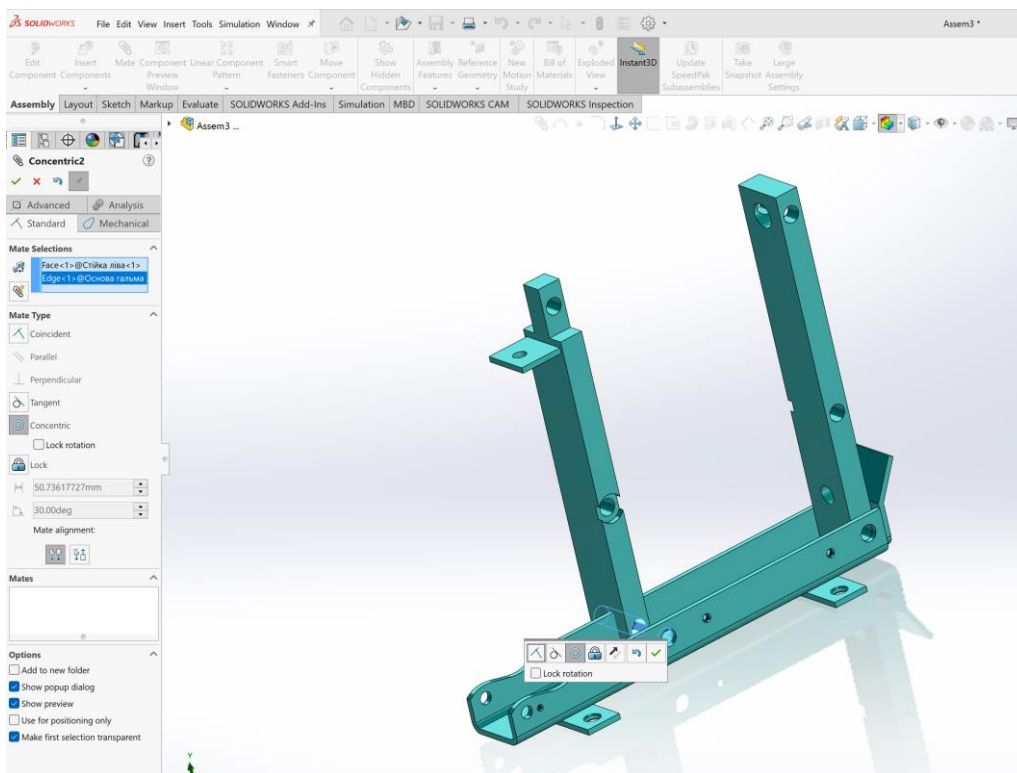 SOLIDWORKS File Edit View Insert Tools Simulation Window Assem3 *
Edit Component
Insert Components
Mate
Component Preview Window
Linear Component Pattern
Smart Fasteners
Move Component
Show Hidden Components
Assembly Features
Reference Geometry
New Motion Study
Bill of Materials
Exploded View
Instant3D
Update SpeedPak Subassemblies
Take Snapshot
Large Assembly Settings
Assembly Layout Sketch Markup Evaluate SOLIDWORKS Add-Ins Simulation MBD SOLIDWORKS CAM SOLIDWORKS Inspection
Assem3 ...
Concentric2
Advanced Analysis
Standard Mechanical
Mate Selections
Face<1>@Стійка ліва<1>
Edge<1>@Основа гальма
Mate Type
Coincident
Parallel
Perpendicular
Tangent
Concentric
Lock rotation
Lock
50.73617727mm
30.00deg
Mate alignment:
Mates
Options
Add to new folder
Show popup dialog
Show preview
Use for positioning only
Make first selection transparent
Lock rotation
Y